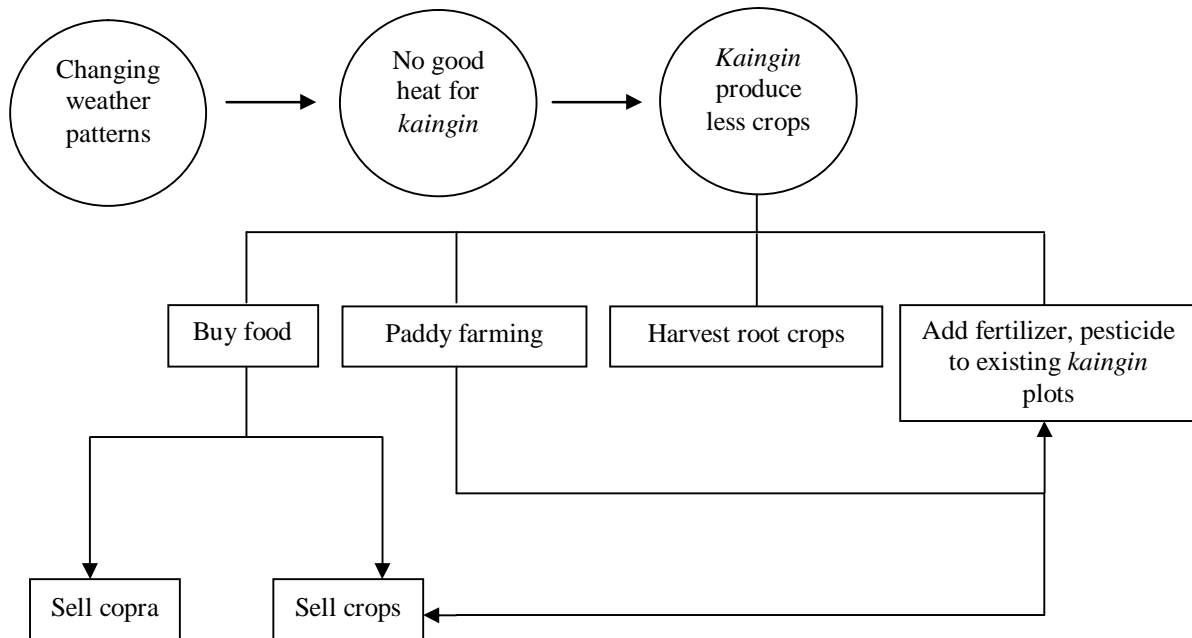 Changing
weather
patterns
No good
heat for
kaingin
Kaingin
produce
less crops
Buy food
Paddy farming
Harvest root crops
Add fertilizer, pesticide
to existing kaingin
plots
Sell copra
Sell crops